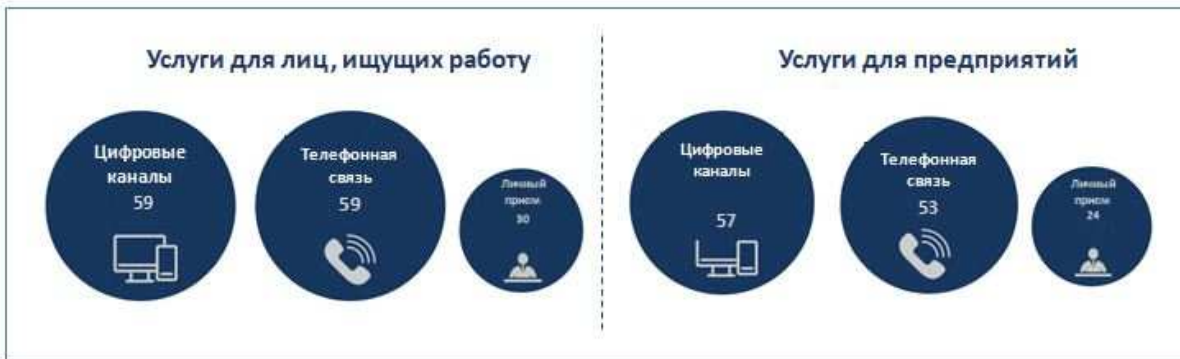 Услуги для лиц, ищущих работу
Цифровые
каналы
59
Телефонная
связь
59
Личный
прием
30
Услуги для предприятий
Цифровые
каналы
57
Телефонная
связь
53
Личный
прием
24